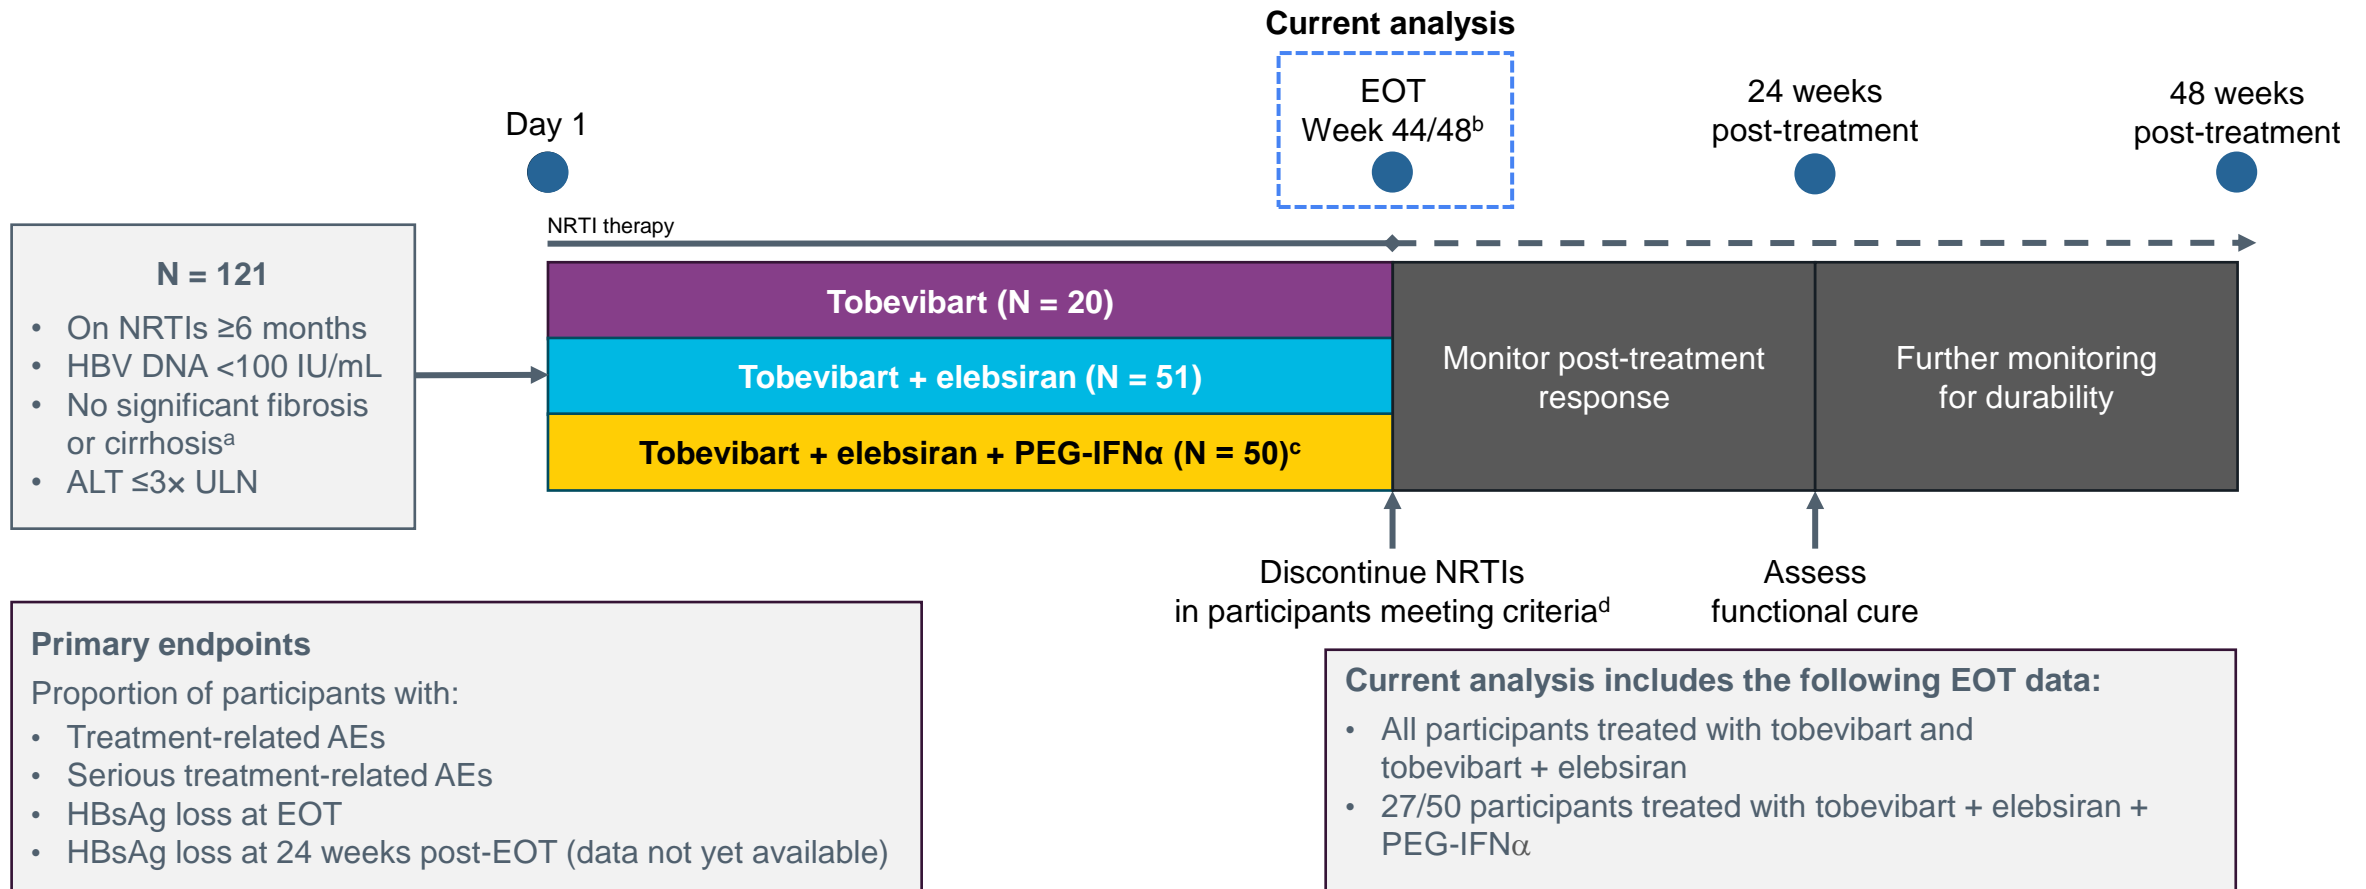 Current analysis
EOT
Week 44/48ᵇ
Day 1
24 weeks
post-treatment
48 weeks
post-treatment
NRTI therapy
N = 121
• On NRTIs ≥6 months
• HBV DNA <100 IU/mL
• No significant fibrosis
or cirrhosisᵃ
• ALT ≤3× ULN
Tobevibart (N = 20)
Tobevibart + elebsiran (N = 51)
Tobevibart + elebsiran + PEG-IFNα (N = 50)ᶜ
Monitor post-treatment
response
Further monitoring
for durability
Discontinue NRTIs
in participants meeting criteriaᵈ
Assess
functional cure
Primary endpoints
Proportion of participants with:
• Treatment-related AEs
• Serious treatment-related AEs
• HBsAg loss at EOT
• HBsAg loss at 24 weeks post-EOT (data not yet available)
Current analysis includes the following EOT data:
• All participants treated with tobevibart and
tobevibart + elebsiran
• 27/50 participants treated with tobevibart + elebsiran +
PEG-IFNα